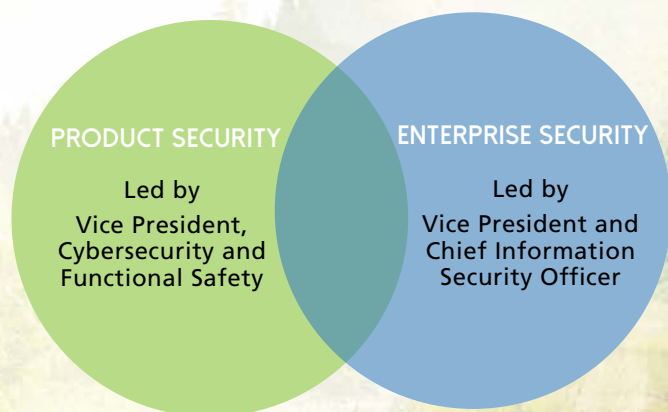 PRODUCT SECURITY
Led by
Vice President,
Cybersecurity and
Functional Safety
ENTERPRISE SECURITY
Led by
Vice President and
Chief Information
Security Officer